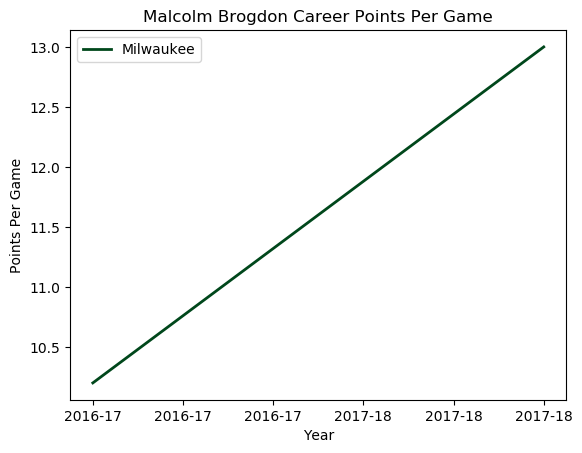 Malcolm Brogdon Career Points Per Game
Milwaukee
Points Per Game
13.0
12.5
12.0
11.5
11.0
10.5
2016-17 2016-17 2016-17 2017-18 2017-18 2017-18
Year